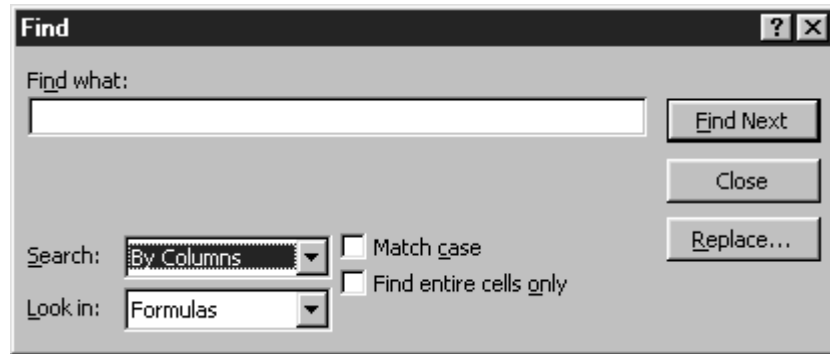 Find
Find what:
Find Next
Close
Replace...
Search: By Columns
Match case
Find entire cells only
Look in: Formulas